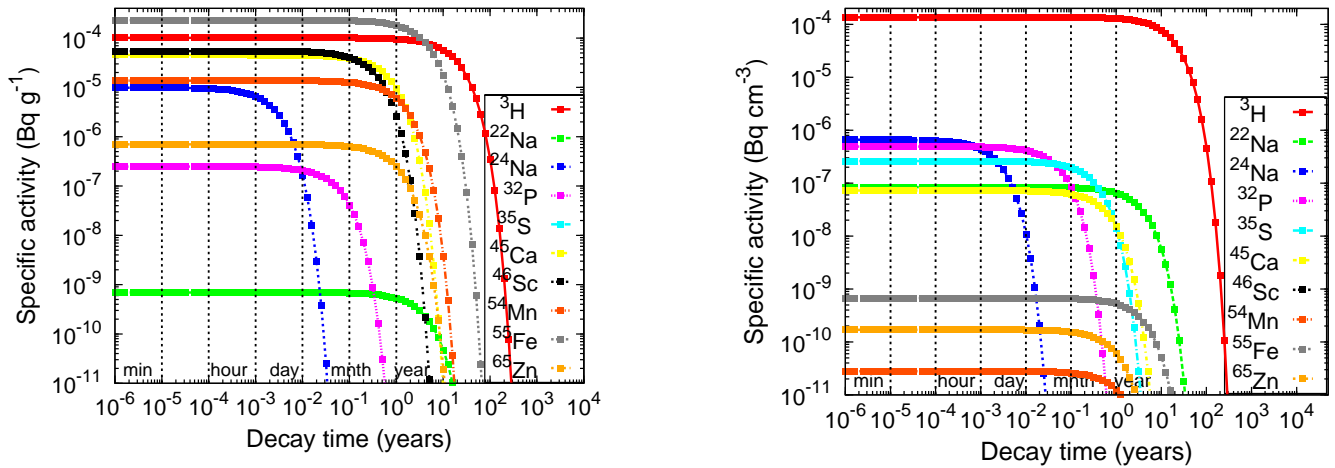 Specific activity (Bq g⁻¹)
10⁻⁴
10⁻⁵
10⁻⁶
10⁻⁷
10⁻⁸
10⁻⁹
10⁻¹⁰
10⁻¹¹
³H
²²Na
²⁴Na
³²P
³⁵S
⁴⁵Ca
⁴⁶Sc
⁵⁴Mn
⁵⁵Fe
⁶⁵Zn
min hour day mnth year
10⁻⁶ 10⁻⁵ 10⁻⁴ 10⁻³ 10⁻² 10⁻¹ 10⁰ 10¹ 10² 10³ 10⁴
Decay time (years)
Specific activity (Bq cm⁻³)
10⁻⁴
10⁻⁵
10⁻⁶
10⁻⁷
10⁻⁸
10⁻⁹
10⁻¹⁰
10⁻¹¹
³H
²²Na
²⁴Na
³²P
³⁵S
⁴⁵Ca
⁴⁶Sc
⁵⁴Mn
⁵⁵Fe
⁶⁵Zn
min hour day mnth year
10⁻⁶ 10⁻⁵ 10⁻⁴ 10⁻³ 10⁻² 10⁻¹ 10⁰ 10¹ 10² 10³ 10⁴
Decay time (years)